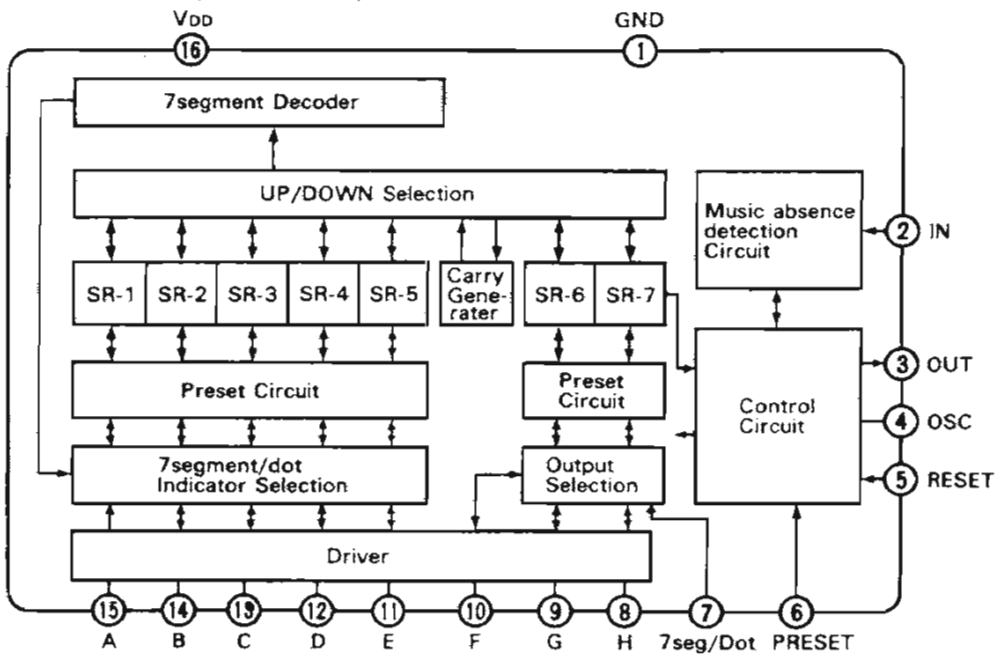 VDD GND
16 1
7segment Decoder
UP/DOWN Selection
Music absence
detection
Circuit
2 IN
SR-1 SR-2 SR-3 SR-4 SR-5
Carry
Gene-
rater
SR-6 SR-7
Preset Circuit
Preset
Circuit
Control
Circuit
3 OUT
4 OSC
5 RESET
7segment/dot
Indicator Selection
Output
Selection
Driver
15 14 13 12 11 10 9 8 7 6
A B C D E F G H 7seg/Dot PRESET